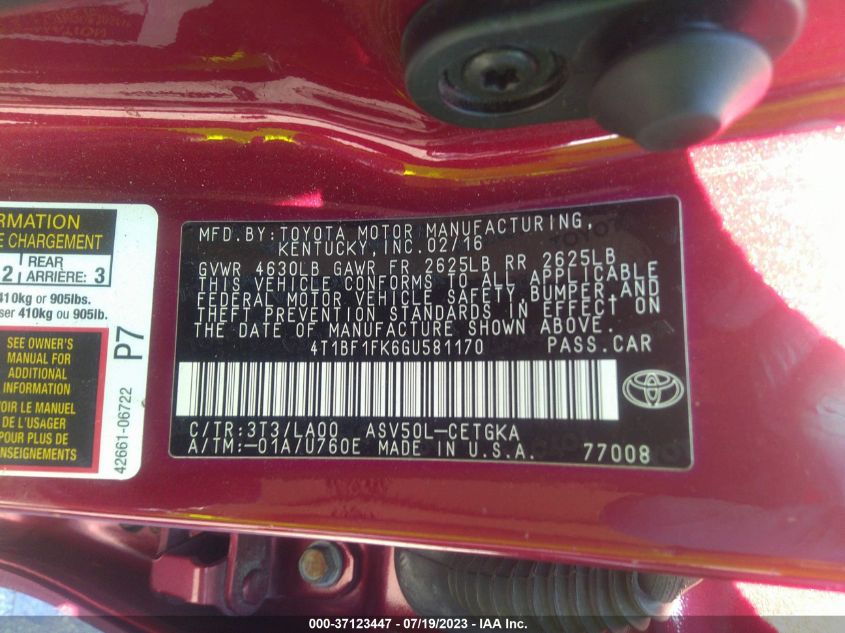 RMATION
E CHARGEMENT
2 REAR 3
ARRIÈRE:
410kg or 905lbs.
ser 410kg ou 905lb.
SEE OWNER'S
MANUAL FOR
ADDITIONAL
INFORMATION
VOIR LE MANUEL
DE L'USAGER
POUR PLUS DE
RENSEIGNEMENTS
P7
42661-06722
MFD.BY:TOYOTA MOTOR MANUFACTURING,
KENTUCKY,INC.02/16
GVWR 4630LB GAWR FR 2625LB RR 2625LB
THIS VEHICLE CONFORMS TO ALL APPLICABLE
FEDERAL MOTOR VEHICLE SAFETY,BUMPER,AND
THEFT PREVENTION STANDARDS IN EFFECT ON
THE DATE OF MANUFACTURE SHOWN ABOVE.
4T1BF1FK6GU581170 PASS.CAR
C/TR:3T3/LA00 ASV50L-CETGKA
A/TM:-01A/U760E MADE IN U.S.A. 77008
000-37123447 - 07/19/2023 - IAA Inc.